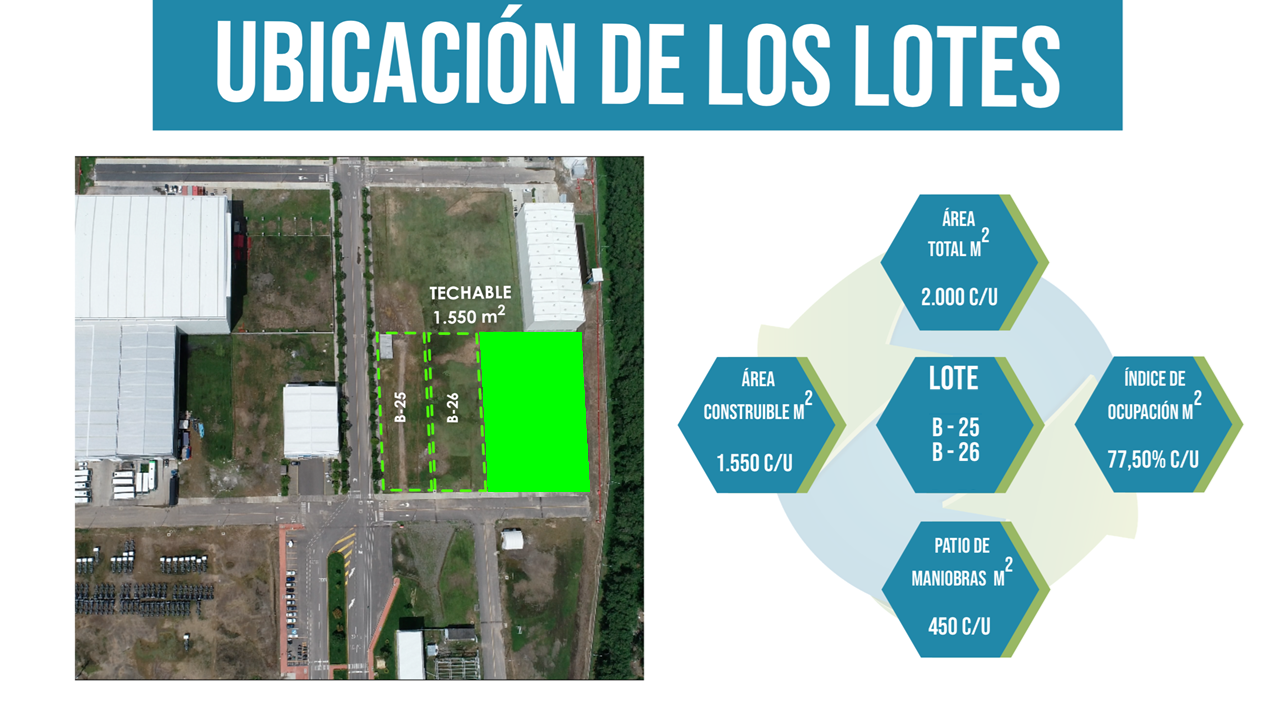 UBICACIÓN DE LOS LOTES
TECHABLE
1.550 m²
B-25
B-26
ÁREA
TOTAL M²
2.000 C/U
ÁREA
CONSTRUIBLE M²
1.550 C/U
LOTE
B - 25
B - 26
ÍNDICE DE
OCUPACIÓN M²
77,50% C/U
PATIO DE
MANIOBRAS M²
450 C/U